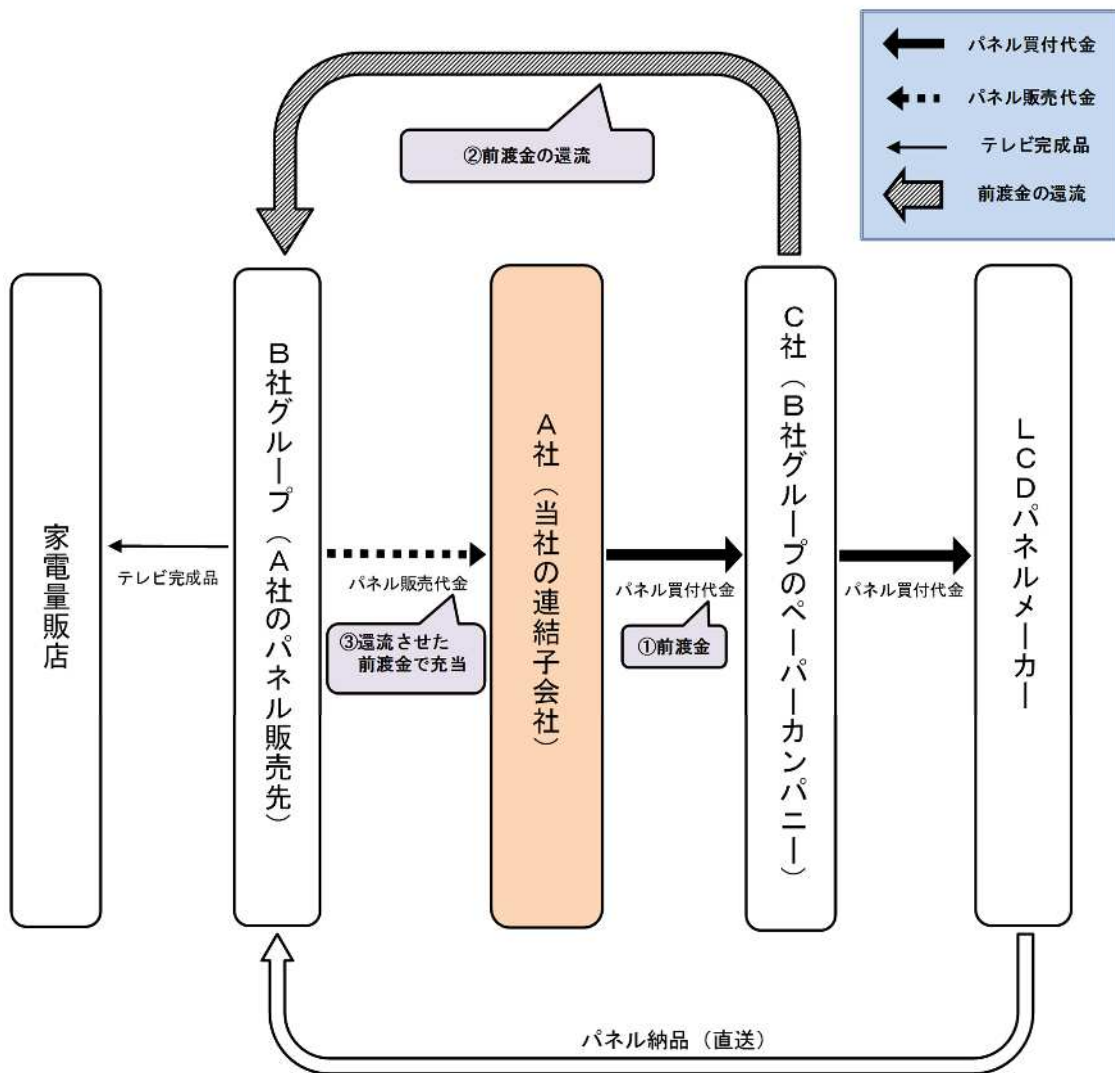 パネル買付代金
パネル販売代金
テレビ完成品
前渡金の還流
②前渡金の還流
家電量販店
B社グループ（A社のパネル販売先）
A社（当社の連結子会社）
C社（B社グループのペーパーカンパニー）
LCDパネルメーカー
テレビ完成品
パネル販売代金
パネル買付代金
パネル買付代金
③還流させた
前渡金で充当
①前渡金
パネル納品（直送）